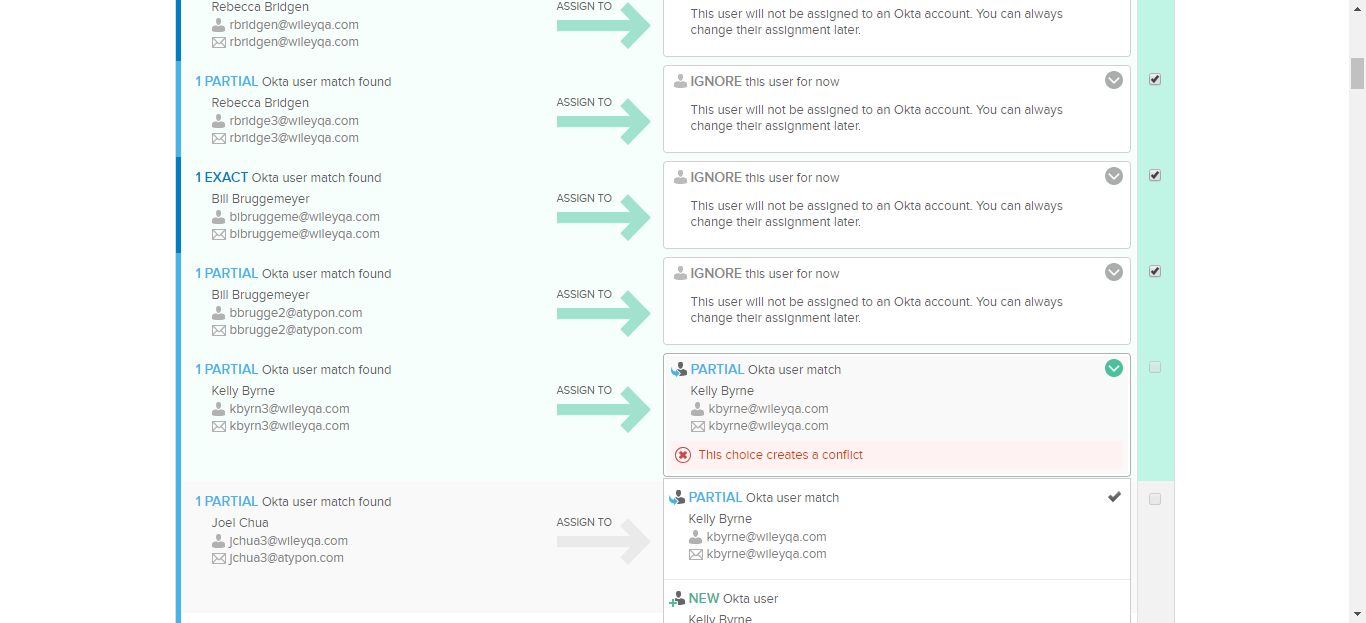 Rebecca Bridgen
rbridgen@wileyqa.com
rbridgen@wileyqa.com
ASSIGN TO
This user will not be assigned to an Okta account. You can always
change their assignment later.
1 PARTIAL Okta user match found
Rebecca Bridgen
rbridge3@wileyqa.com
rbridge3@wileyqa.com
ASSIGN TO
IGNORE this user for now
This user will not be assigned to an Okta account. You can always
change their assignment later.
1 EXACT Okta user match found
Bill Bruggemeyer
bibruggeme@wileyqa.com
bibruggeme@wileyqa.com
ASSIGN TO
IGNORE this user for now
This user will not be assigned to an Okta account. You can always
change their assignment later.
1 PARTIAL Okta user match found
Bill Bruggemeyer
bbrugge2@atypon.com
bbrugge2@atypon.com
ASSIGN TO
IGNORE this user for now
This user will not be assigned to an Okta account. You can always
change their assignment later.
1 PARTIAL Okta user match found
Kelly Byrne
kbyrn3@wileyqa.com
kbyrn3@wileyqa.com
ASSIGN TO
PARTIAL Okta user match
Kelly Byrne
kbyrne@wileyqa.com
kbyrne@wileyqa.com
This choice creates a conflict
1 PARTIAL Okta user match found
Joel Chua
jchua3@wileyqa.com
jchua3@atypon.com
ASSIGN TO
PARTIAL Okta user match
Kelly Byrne
kbyrne@wileyqa.com
kbyrne@wileyqa.com
NEW Okta user
Kelly Byrne